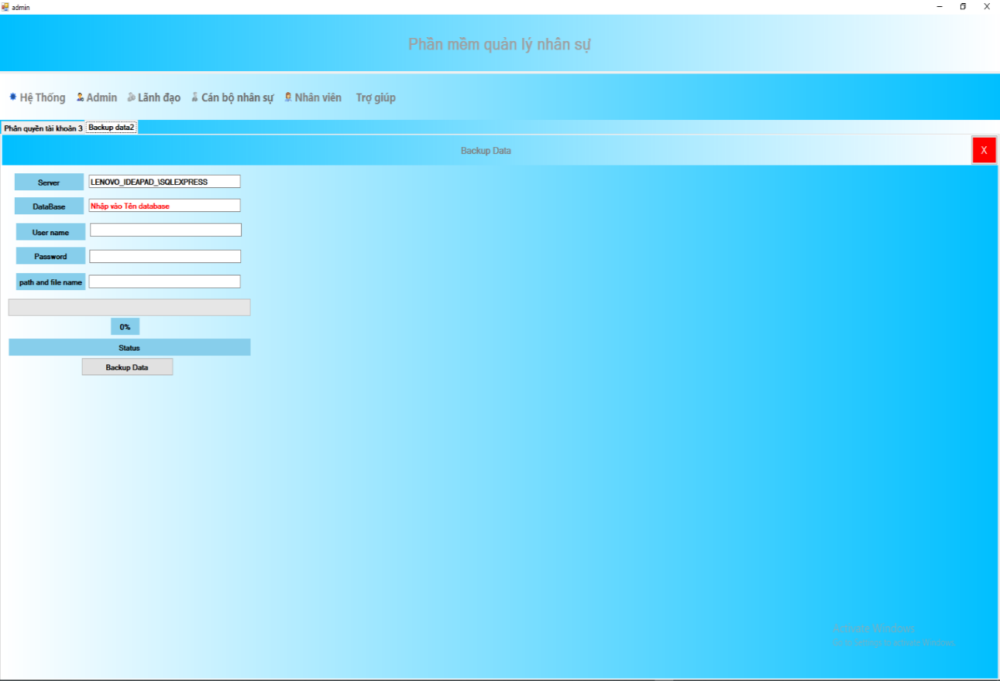 admin
Phần mềm quản lý nhân sự
Hệ Thống Admin Lãnh đạo Cán bộ nhân sự Nhân viên Trợ giúp
Phân quyền tài khoản 3 Backup data2
Backup Data X
Server LENOVO_IDEAPAD_\SQLEXPRESS
DataBase Nhập vào Tên database
User name
Password
path and file name
0%
Status
Backup Data
Activate Windows
Go to Settings to activate Windows.